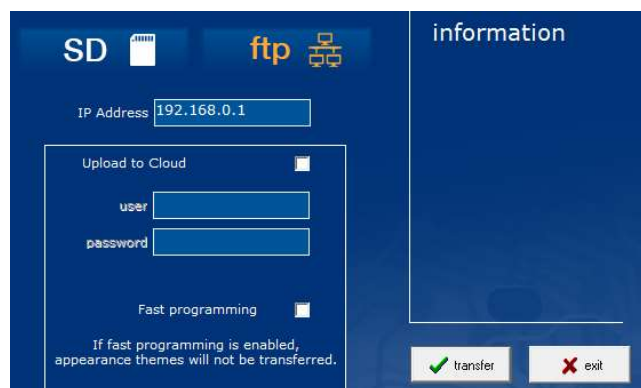 SD
ftp
information
IP Address 192.168.0.1
Upload to Cloud
user
password
Fast programming
If fast programming is enabled,
appearance themes will not be transferred.
transfer
exit